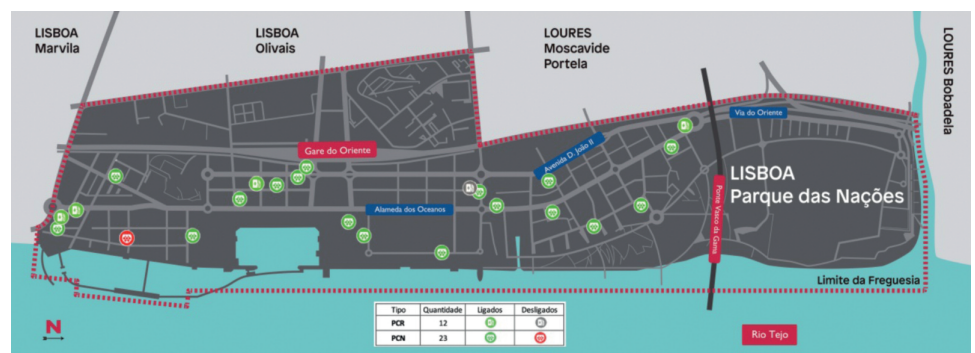 LISBOA
Marvila
LISBOA
Olivais
LOURES
Moscavide
Portela
LOURES Bobadela
Via do Oriente
Gare do Oriente
Avenida D. João II
LISBOA
Parque das Nações
Ponte Vasco da Gama
Alameda dos Oceanos
Limite da Freguesia
Tipo Quantidade Ligados Desligados
PCR 12
PCN 23
N
Rio Tejo